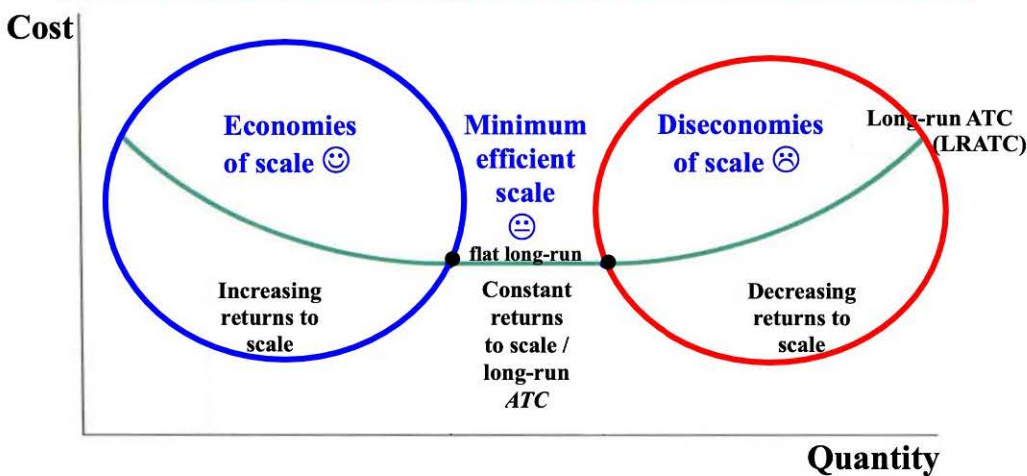 Cost
Economies
of scale
Minimum
efficient
scale
Diseconomies
of scale
Long-run ATC
(LRATC)
flat long-run
Increasing
returns to
scale
Constant
returns
to scale /
long-run
ATC
Decreasing
returns to
scale
Quantity